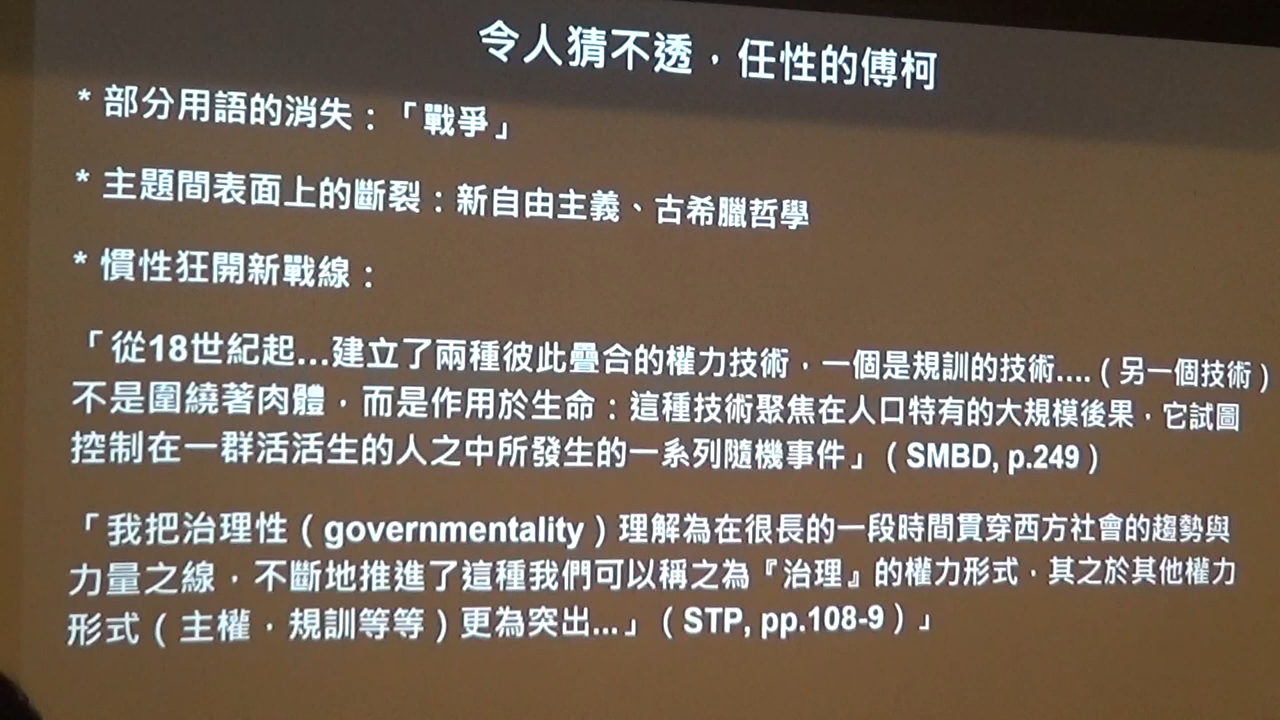 令人猜不透，任性的傅柯
* 部分用語的消失：「戰爭」
* 主題間表面上的斷裂：新自由主義、古希臘哲學
* 慣性狂開新戰線：
「從18世紀起...建立了兩種彼此疊合的權力技術，一個是規訓的技術....（另一個技術）
不是圍繞著肉體，而是作用於生命：這種技術聚焦在人口特有的大規模後果，它試圖
控制在一群活活生的人之中所發生的一系列隨機事件」（SMBD, p.249）
「我把治理性（governmentality）理解為在很長的一段時間貫穿西方社會的趨勢與
力量之線，不斷地推進了這種我們可以稱之為『治理』的權力形式，其之於其他權力
形式（主權，規訓等等）更為突出...」（STP, pp.108-9）」